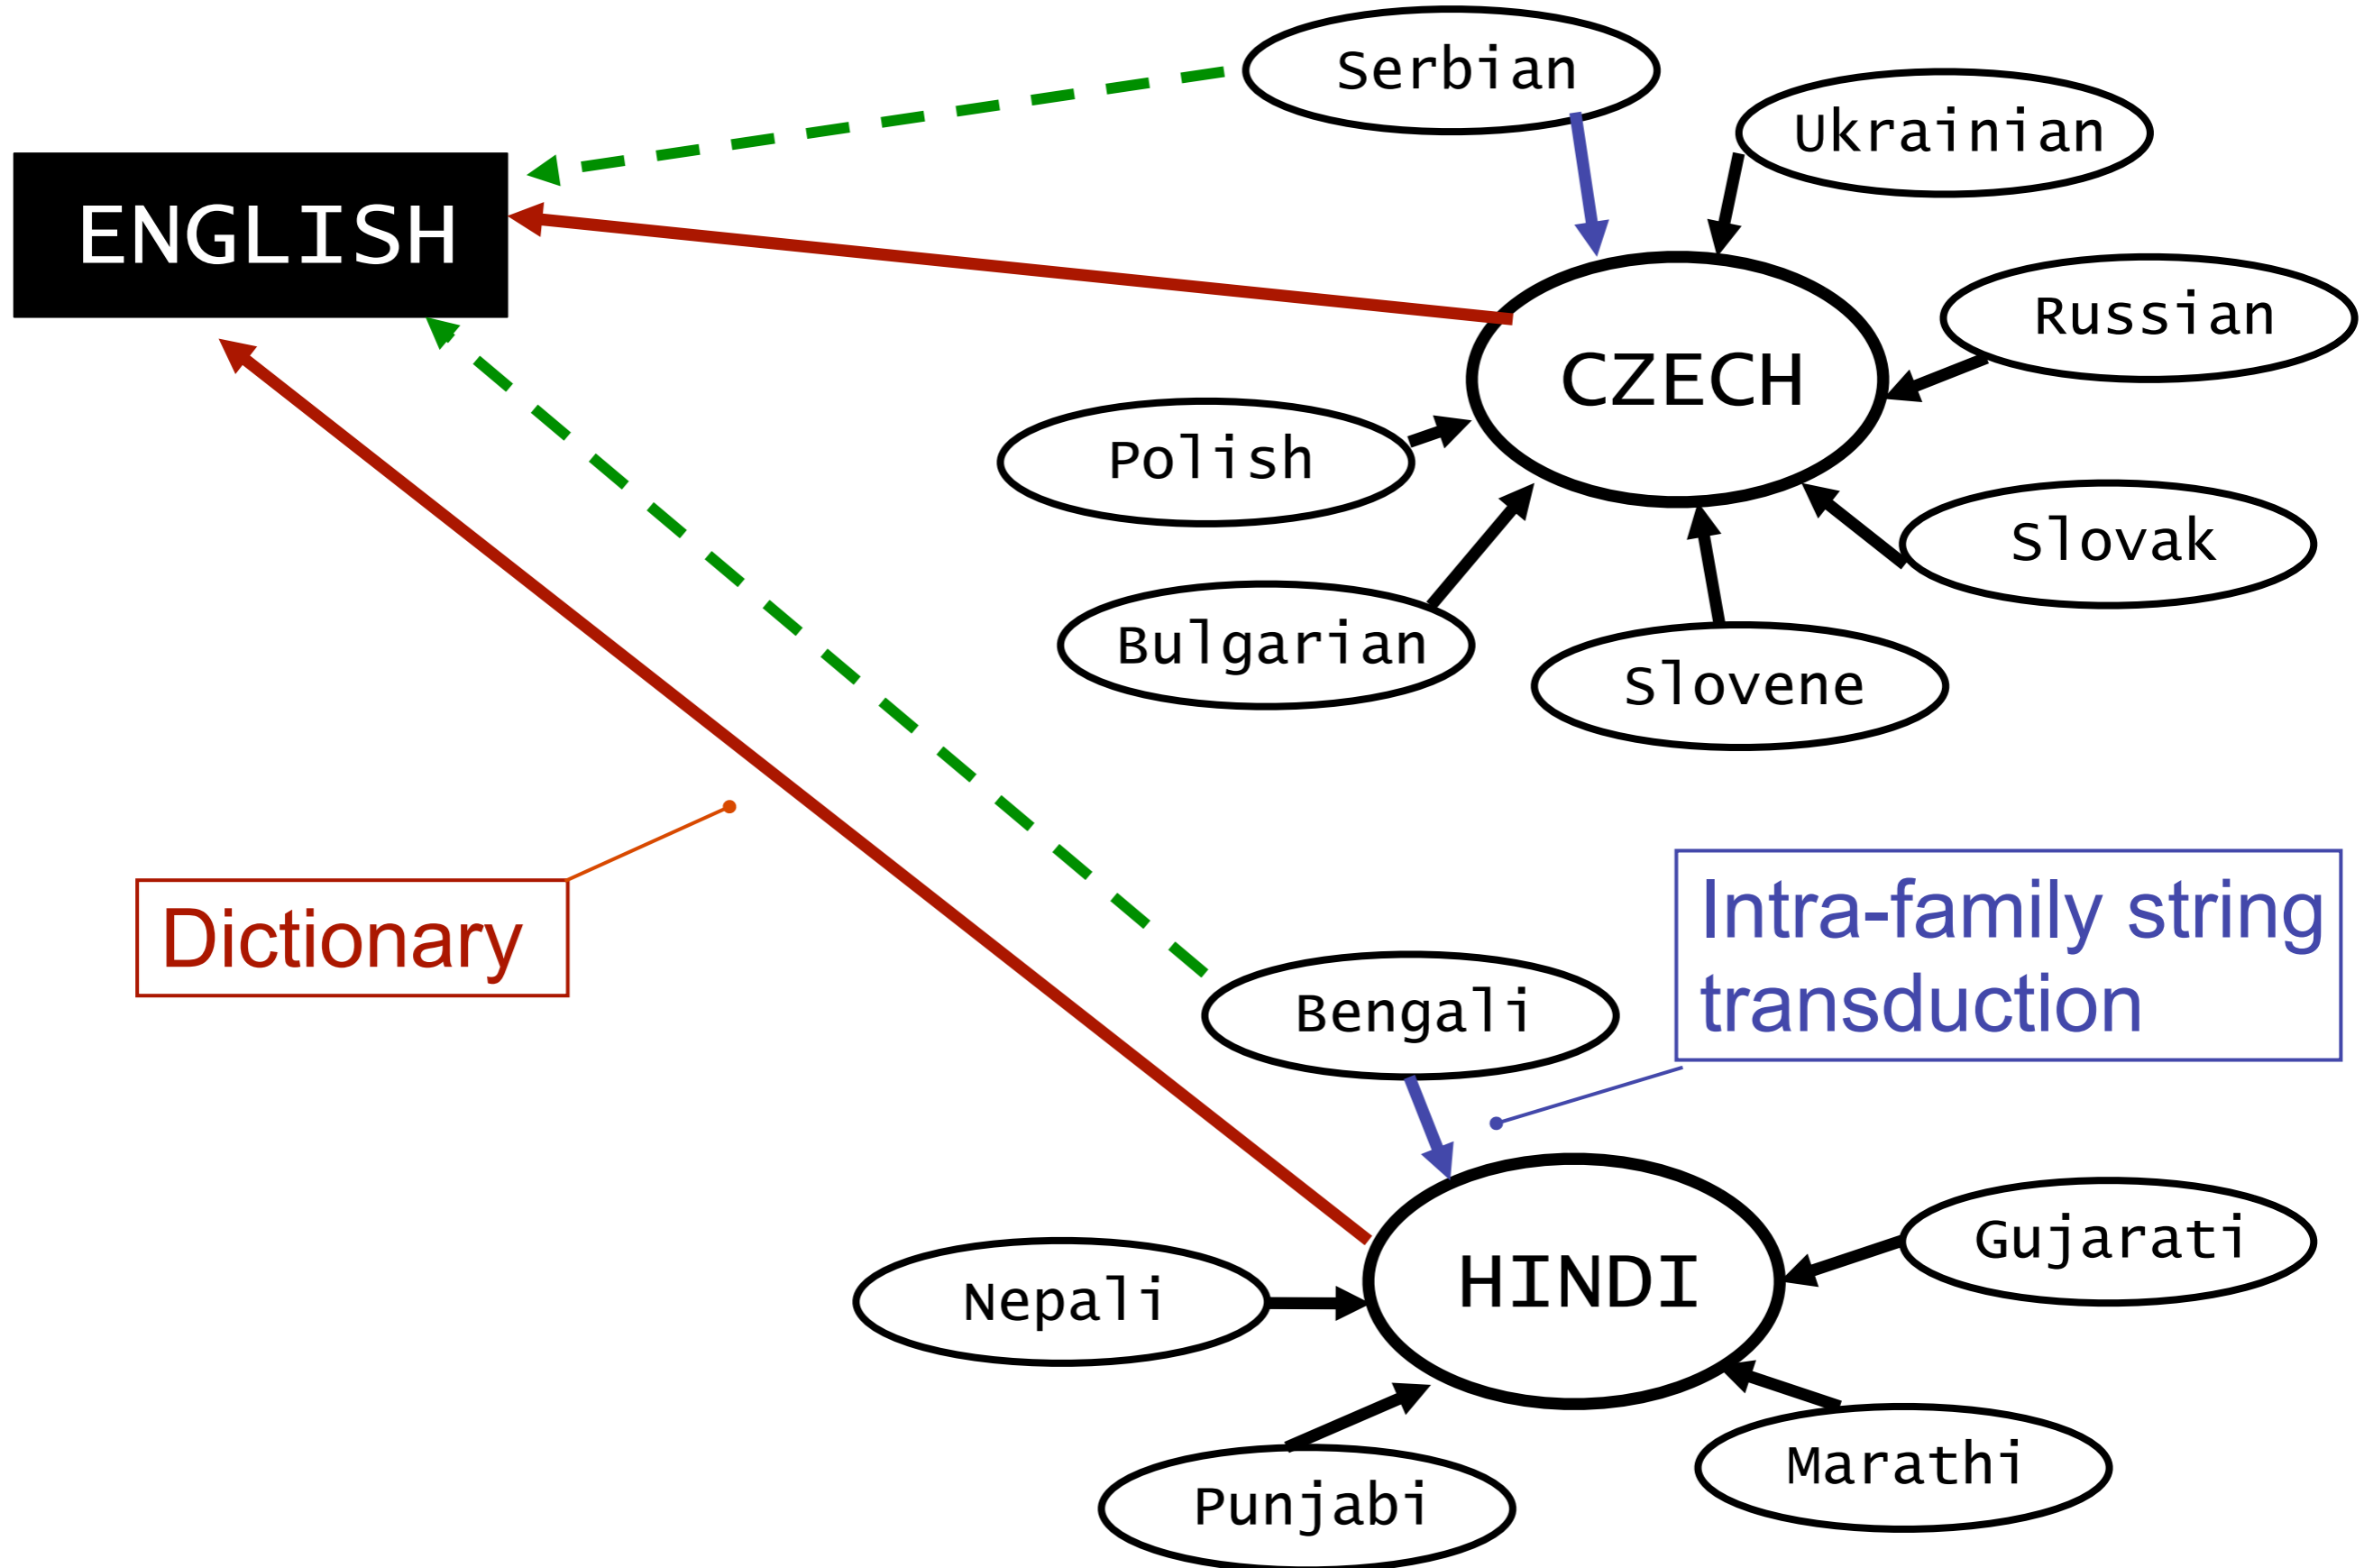 Serbian
Ukrainian
ENGLISH
Russian
CZECH
Polish
Slovak
Bulgarian
Slovene
Dictionary
Intra-family string
transduction
Bengali
Gujarati
HINDI
Nepali
Marathi
Punjabi